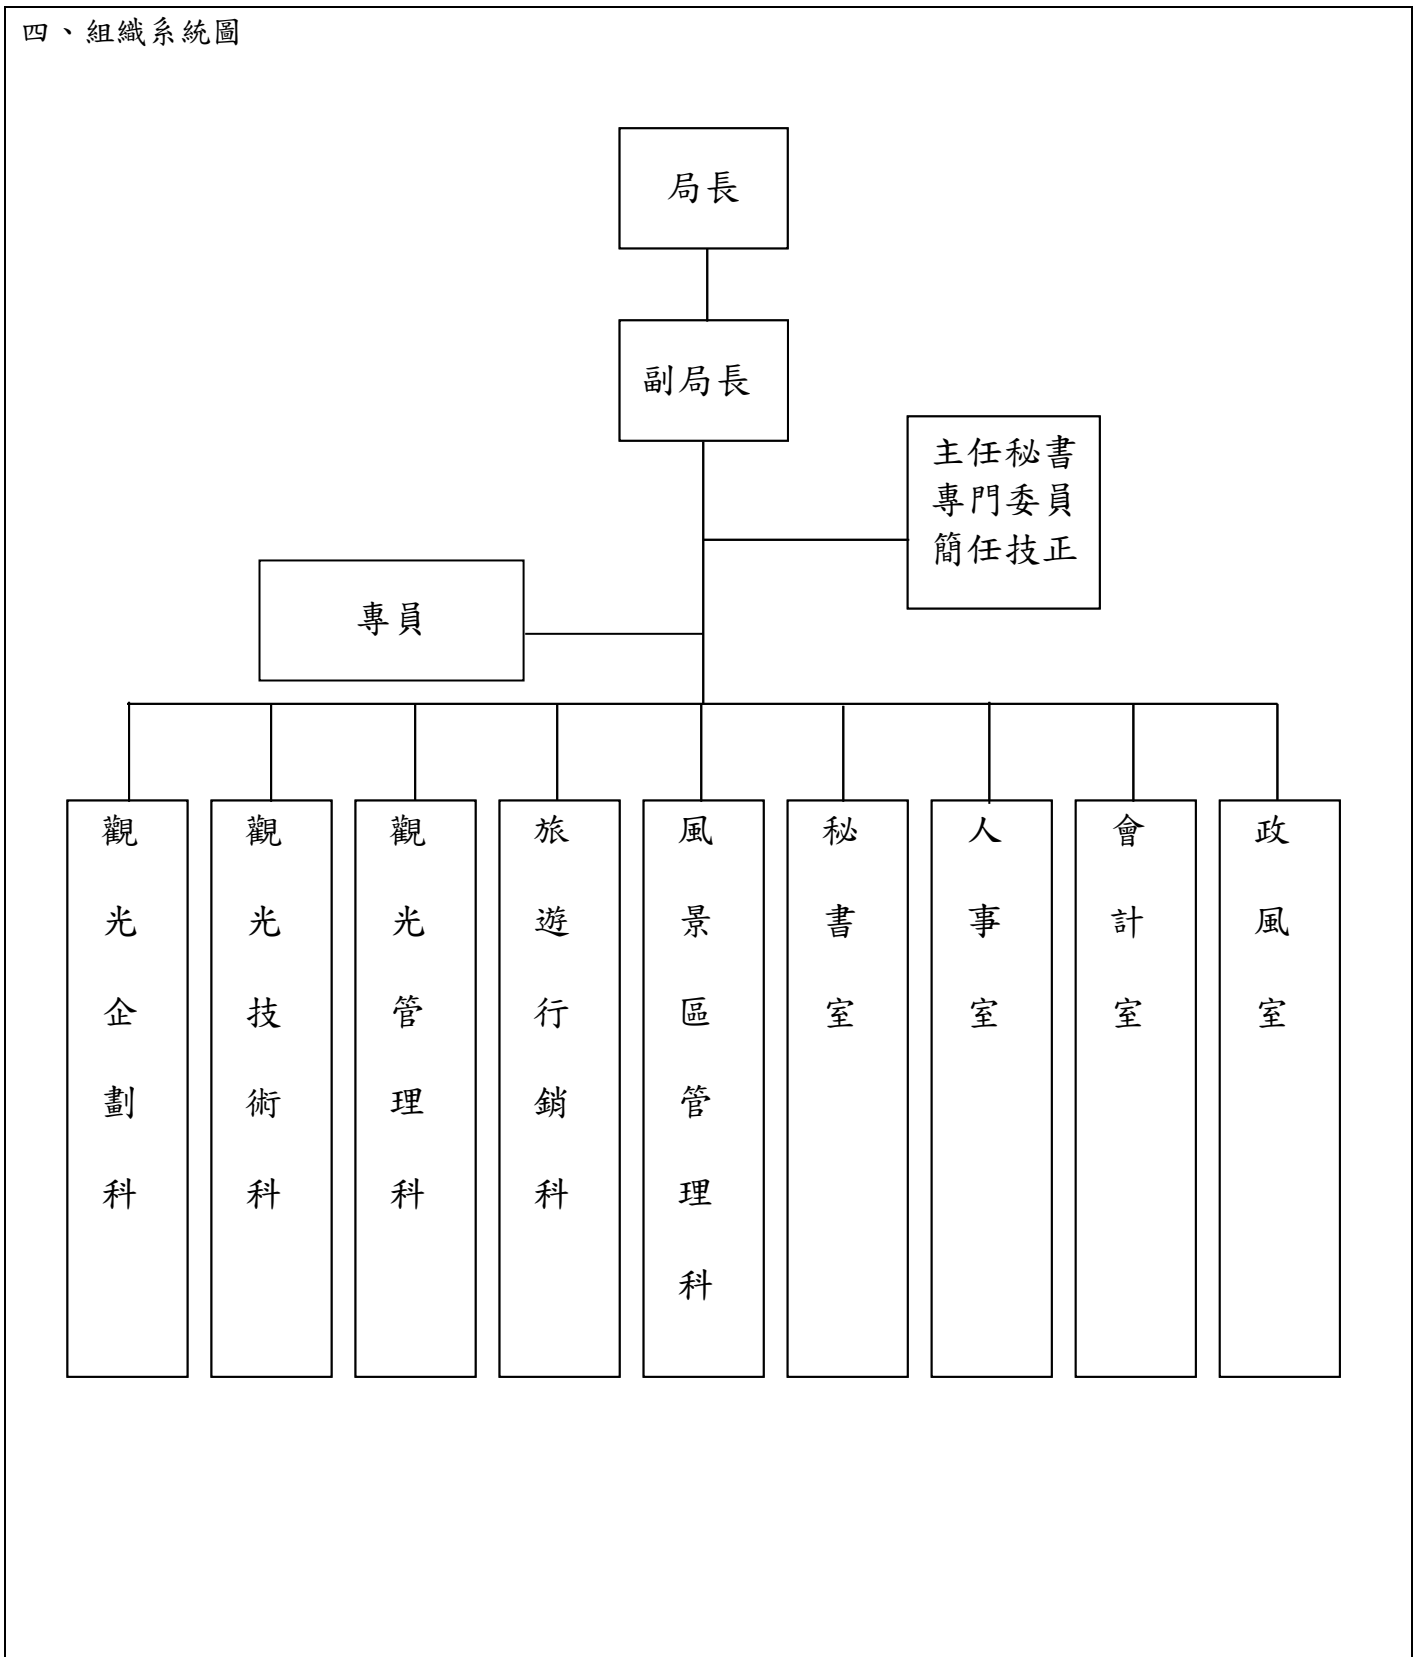 四、組織系統圖
局長
副局長
主任秘書
專門委員
簡任技正
專員
觀光企劃科
觀光技術科
觀光管理科
旅遊行銷科
風景區管理科
秘書室
人事室
會計室
政風室